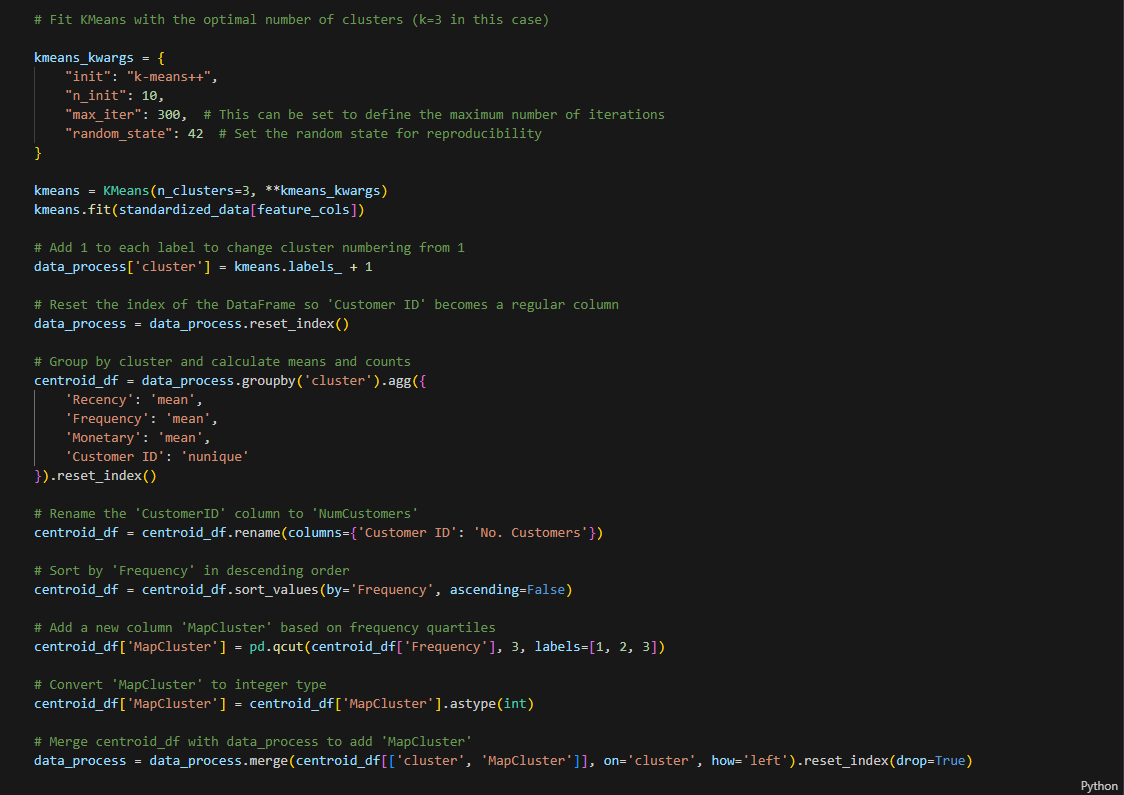 # Fit KMeans with the optimal number of clusters (k=3 in this case)
kmeans_kwargs = {
    "init": "k-means++",
    "n_init": 10,
    "max_iter": 300,  # This can be set to define the maximum number of iterations
    "random_state": 42  # Set the random state for reproducibility
}
kmeans = KMeans(n_clusters=3, **kmeans_kwargs)
kmeans.fit(standardized_data[feature_cols])
# Add 1 to each label to change cluster numbering from 1
data_process['cluster'] = kmeans.labels_ + 1
# Reset the index of the DataFrame so 'Customer ID' becomes a regular column
data_process = data_process.reset_index()
# Group by cluster and calculate means and counts
centroid_df = data_process.groupby('cluster').agg({
    'Recency': 'mean',
    'Frequency': 'mean',
    'Monetary': 'mean',
    'Customer ID': 'nunique'
}).reset_index()
# Rename the 'CustomerID' column to 'NumCustomers'
centroid_df = centroid_df.rename(columns={'Customer ID': 'No. Customers'})
# Sort by 'Frequency' in descending order
centroid_df = centroid_df.sort_values(by='Frequency', ascending=False)
# Add a new column 'MapCluster' based on frequency quartiles
centroid_df['MapCluster'] = pd.qcut(centroid_df['Frequency'], 3, labels=[1, 2, 3])
# Convert 'MapCluster' to integer type
centroid_df['MapCluster'] = centroid_df['MapCluster'].astype(int)
# Merge centroid_df with data_process to add 'MapCluster'
data_process = data_process.merge(centroid_df[['cluster', 'MapCluster']], on='cluster', how='left').reset_index(drop=True)
Python